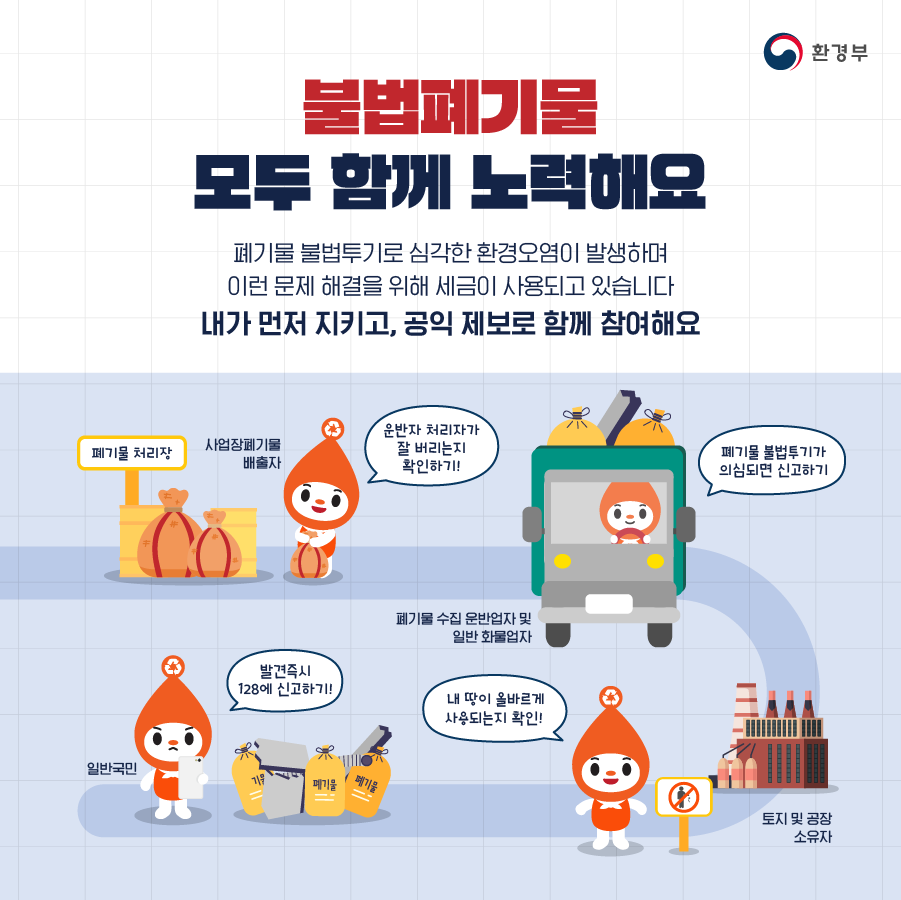 환경부
불법폐기물
모두 함께 노력해요
폐기물 불법투기로 심각한 환경오염이 발생하며
이런 문제 해결을 위해 세금이 사용되고 있습니다
내가 먼저 지키고, 공익 제보로 함께 참여해요
폐기물 처리장
사업장폐기물
배출자
운반자 처리자가
잘 버리는지
확인하기!
폐기물 불법투기가
의심되면 신고하기
폐기물 수집 운반업자 및
일반 화물업자
발견즉시
128에 신고하기!
내 땅이 올바르게
사용되는지 확인!
일반국민
기물
폐기물
폐기물
토지 및 공장
소유자